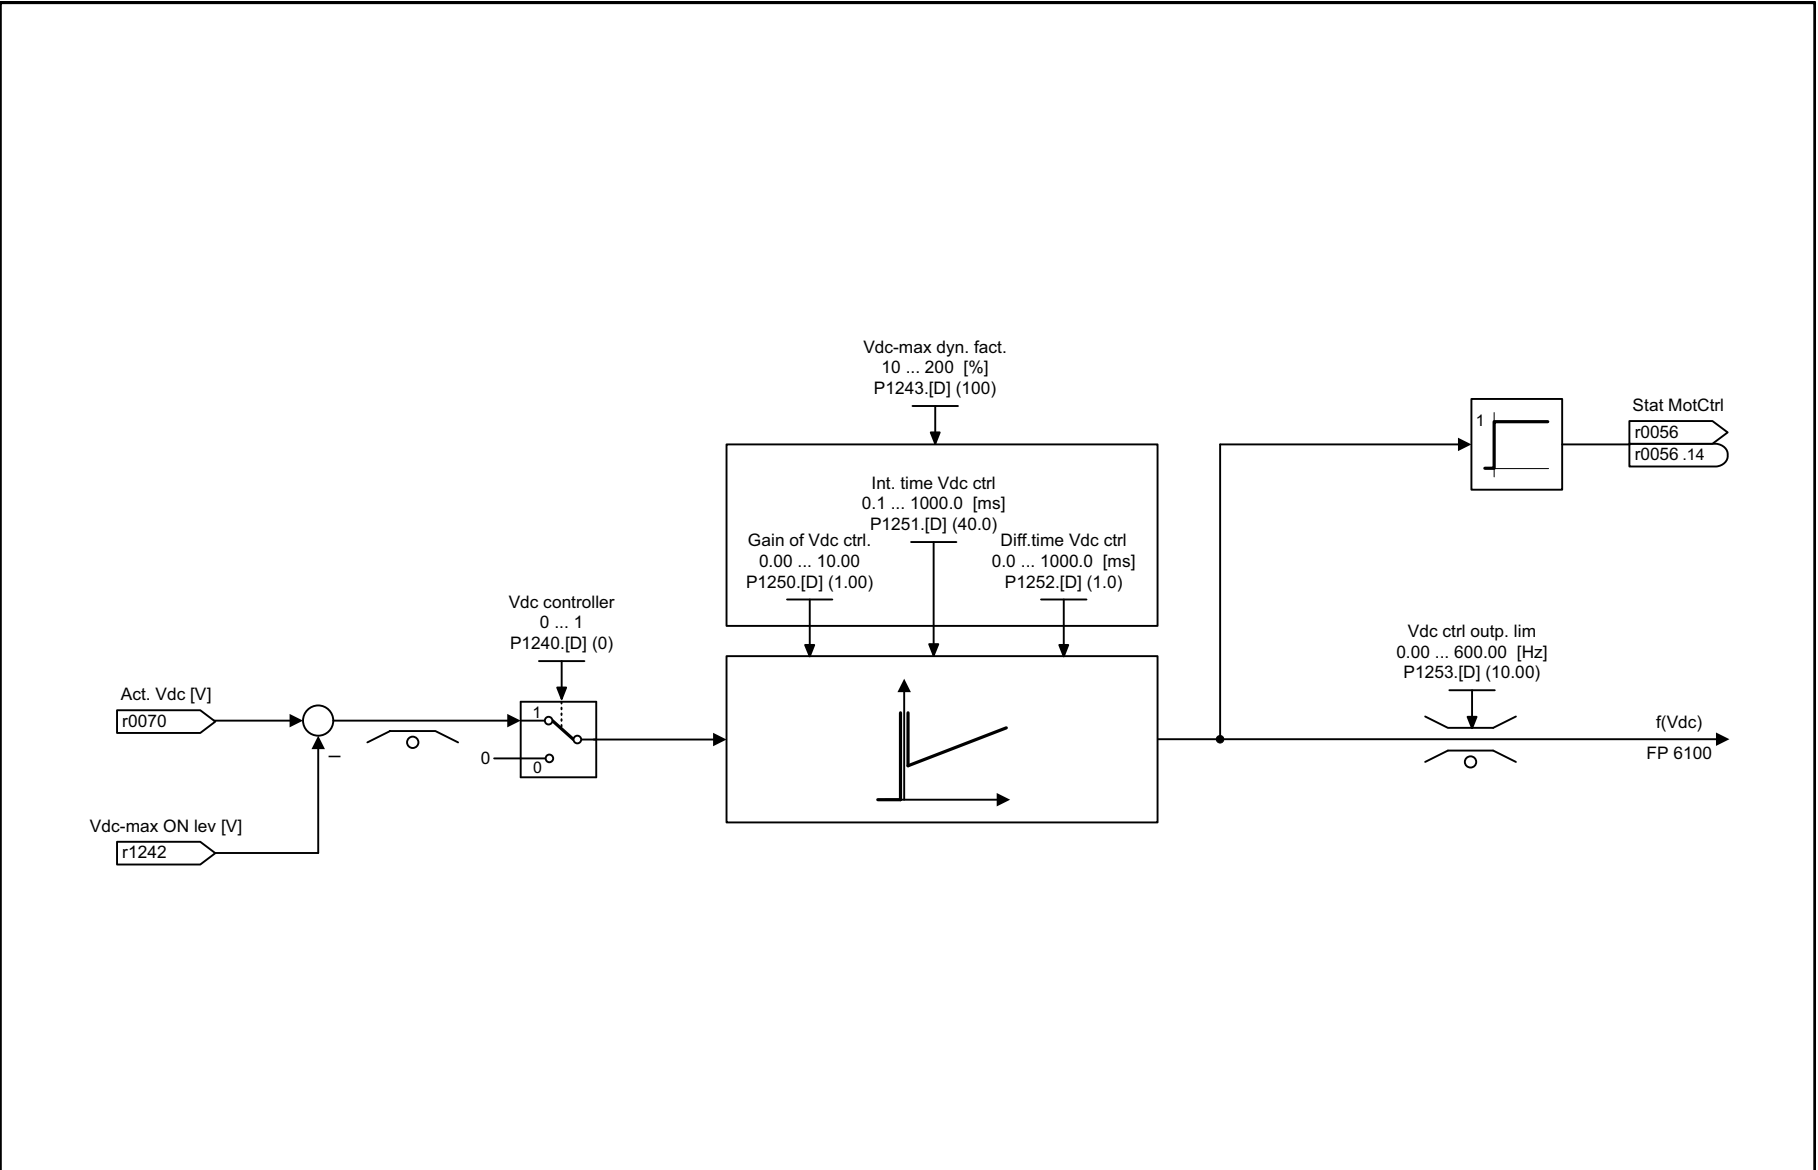 Vdc-max dyn. fact.
10 ... 200 [%]
P1243.[D] (100)
Stat MotCtrl
r0056
r0056 .14
1
Int. time Vdc ctrl
0.1 ... 1000.0 [ms]
P1251.[D] (40.0)
Gain of Vdc ctrl.
0.00 ... 10.00
P1250.[D] (1.00)
Diff.time Vdc ctrl
0.0 ... 1000.0 [ms]
P1252.[D] (1.0)
Vdc controller
0 ... 1
P1240.[D] (0)
Vdc ctrl outp. lim
0.00 ... 600.00 [Hz]
P1253.[D] (10.00)
Act. Vdc [V]
r0070
1
0
0
–
f(Vdc)
FP 6100
Vdc-max ON lev [V]
r1242